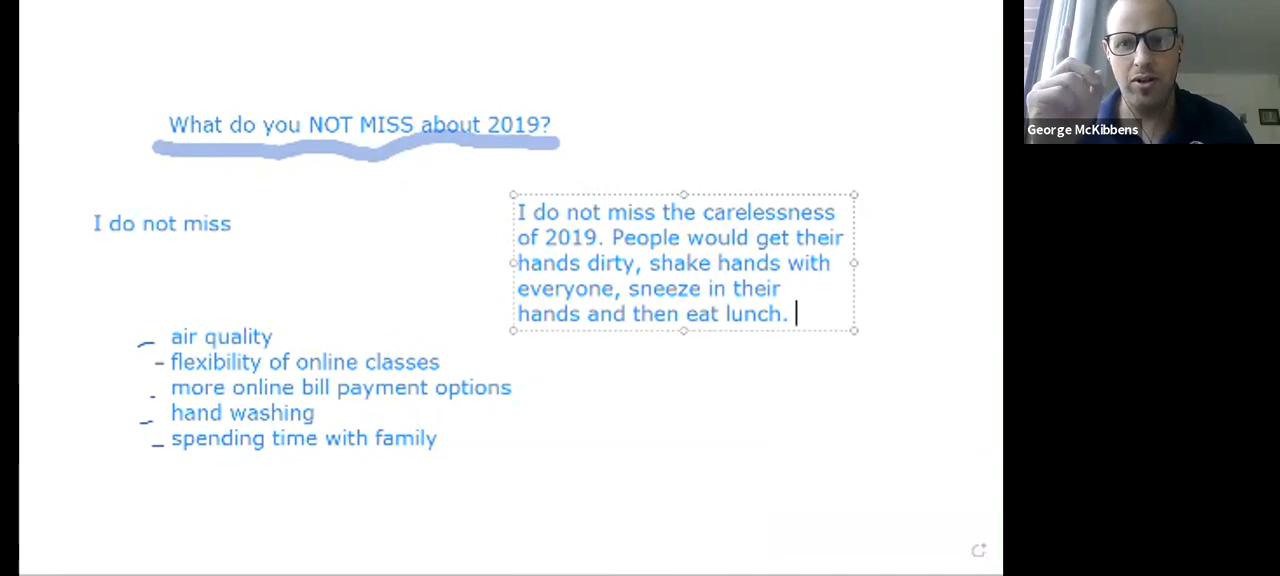 What do you NOT MISS about 2019?
I do not miss
I do not miss the carelessness
of 2019. People would get their
hands dirty, shake hands with
everyone, sneeze in their
hands and then eat lunch.
air quality
- flexibility of online classes
more online bill payment options
hand washing
spending time with family
George McKibbens